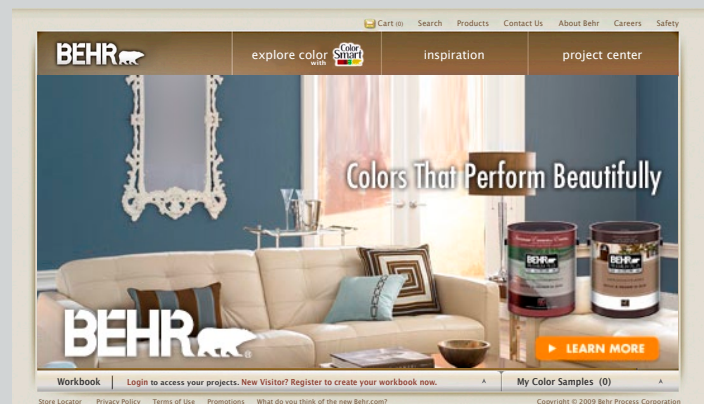 Cart (0) Search Products Contact Us About Behr Careers Safety
BEHR explore color with Color Smart inspiration project center
Colors That Perform Beautifully
BEHR BEHR
BEHR®
LEARN MORE
Workbook Login to access your projects. New Visitor? Register to create your workbook now. ^ My Color Samples (0) ^
Store Locator Privacy Policy Terms of Use Promotions What do you think of the new Behr.com? Copyright © 2009 Behr Process Corporation